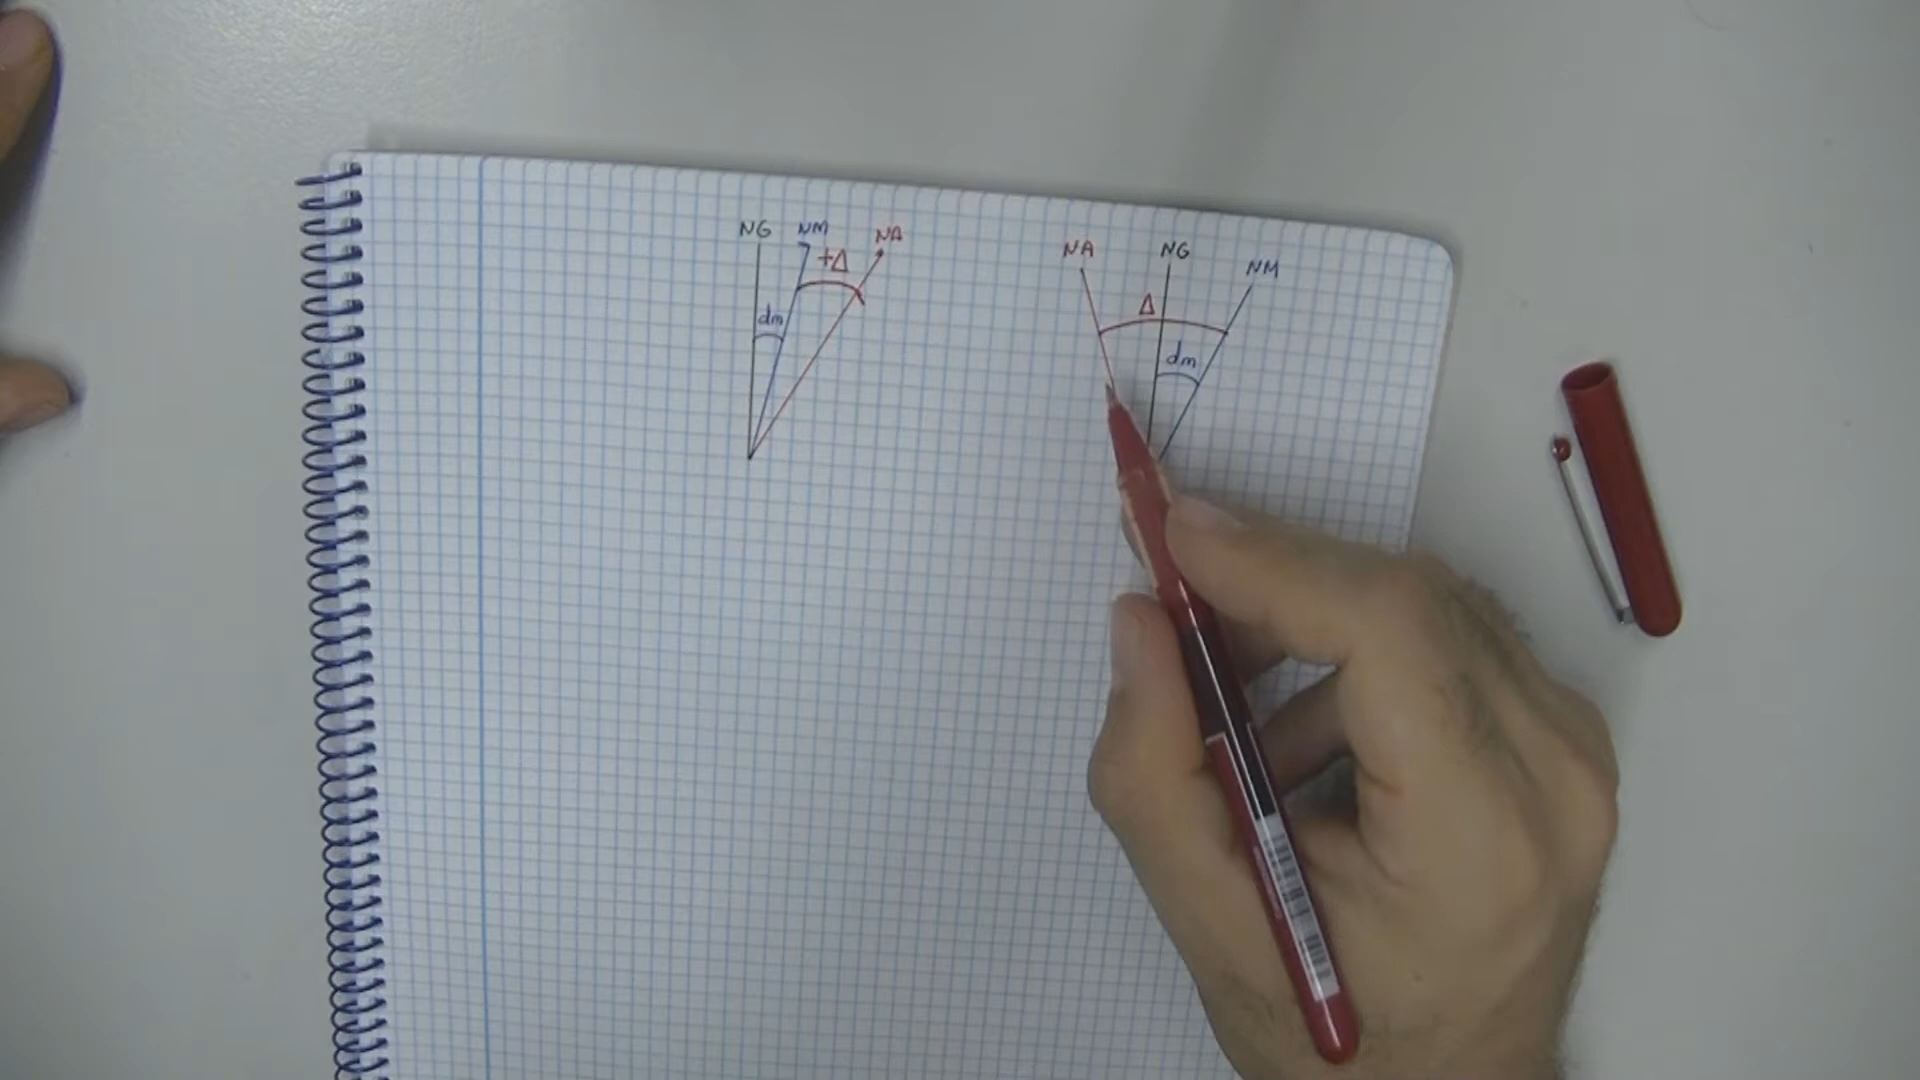 NG NM NA
+Δ
dm
NA NG NM
Δ
dm